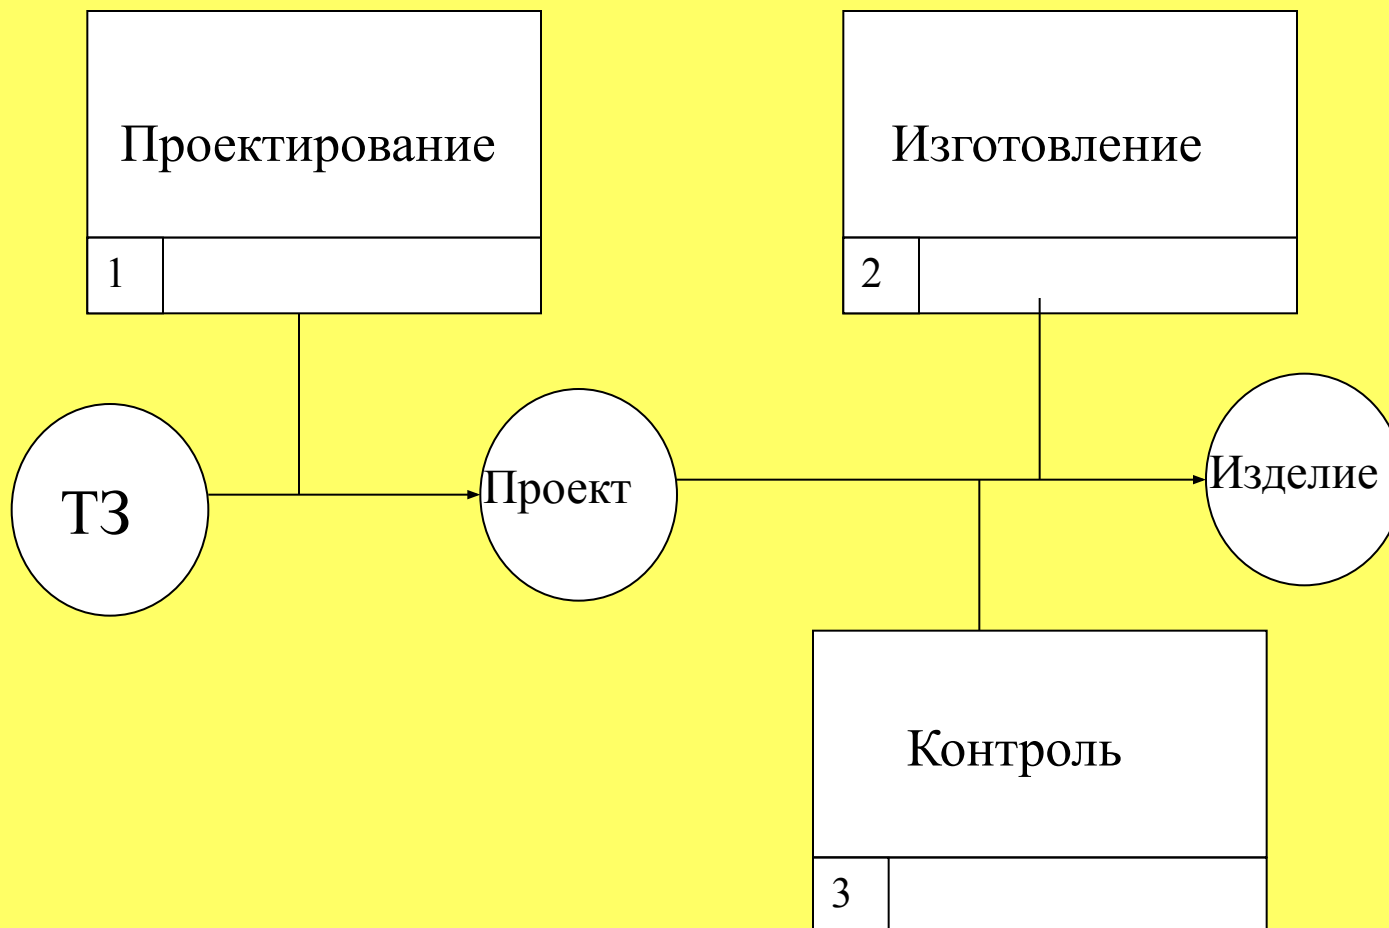 Проектирование
Изготовление
1
2
ТЗ
Проект
Изделие
Контроль
3